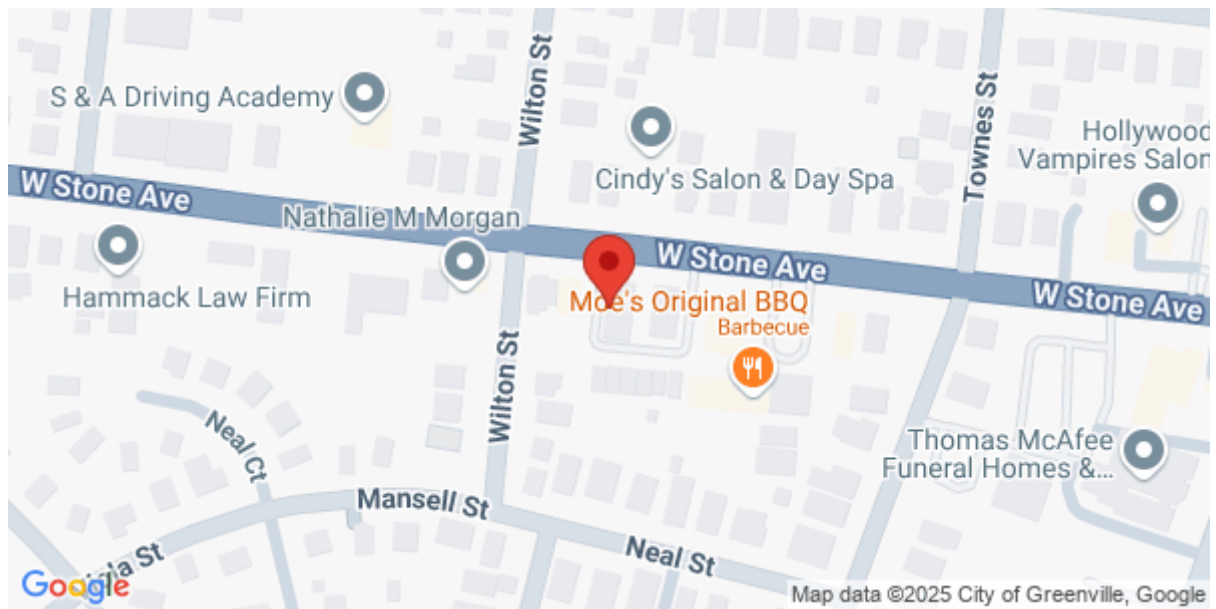 Wilton St
S & A Driving Academy
Townes St
Hollywood
Vampires Salon
Cindy's Salon & Day Spa
W Stone Ave
Nathalie M Morgan
W Stone Ave
W Stone Ave
Hammack Law Firm
Moe's Original BBQ
Barbecue
Wilton St
Neal Ct
Thomas McAfee
Funeral Homes &...
Mansell St
Neal St
St
Google
Map data ©2025 City of Greenville, Google